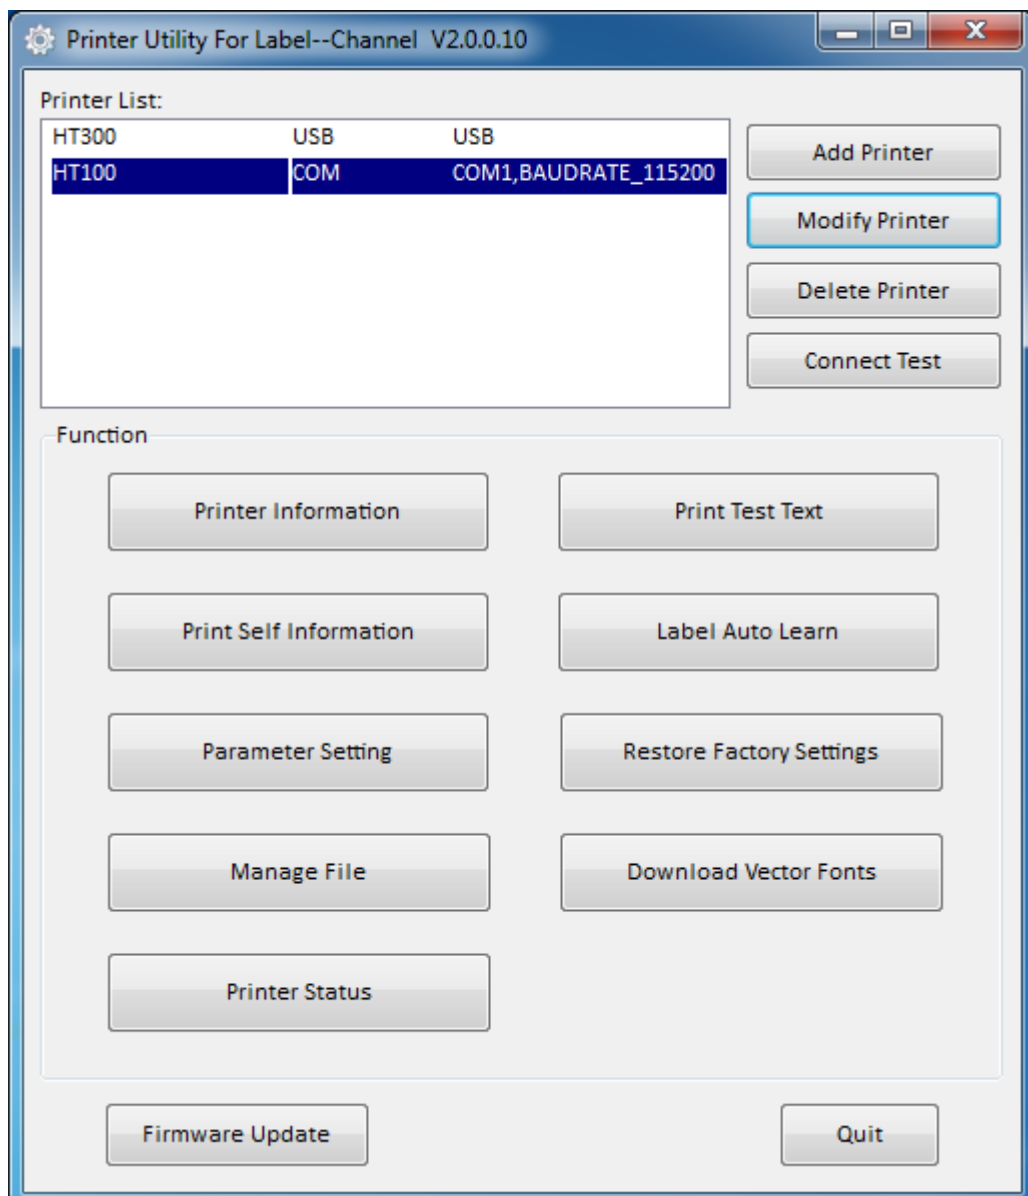 Printer Utility For Label--Channel V2.0.0.10
Printer List:
HT300 USB USB
HT100 COM COM1,BAUDRATE_115200
Add Printer
Modify Printer
Delete Printer
Connect Test
Function
Printer Information Print Test Text
Print Self Information Label Auto Learn
Parameter Setting Restore Factory Settings
Manage File Download Vector Fonts
Printer Status
Firmware Update Quit